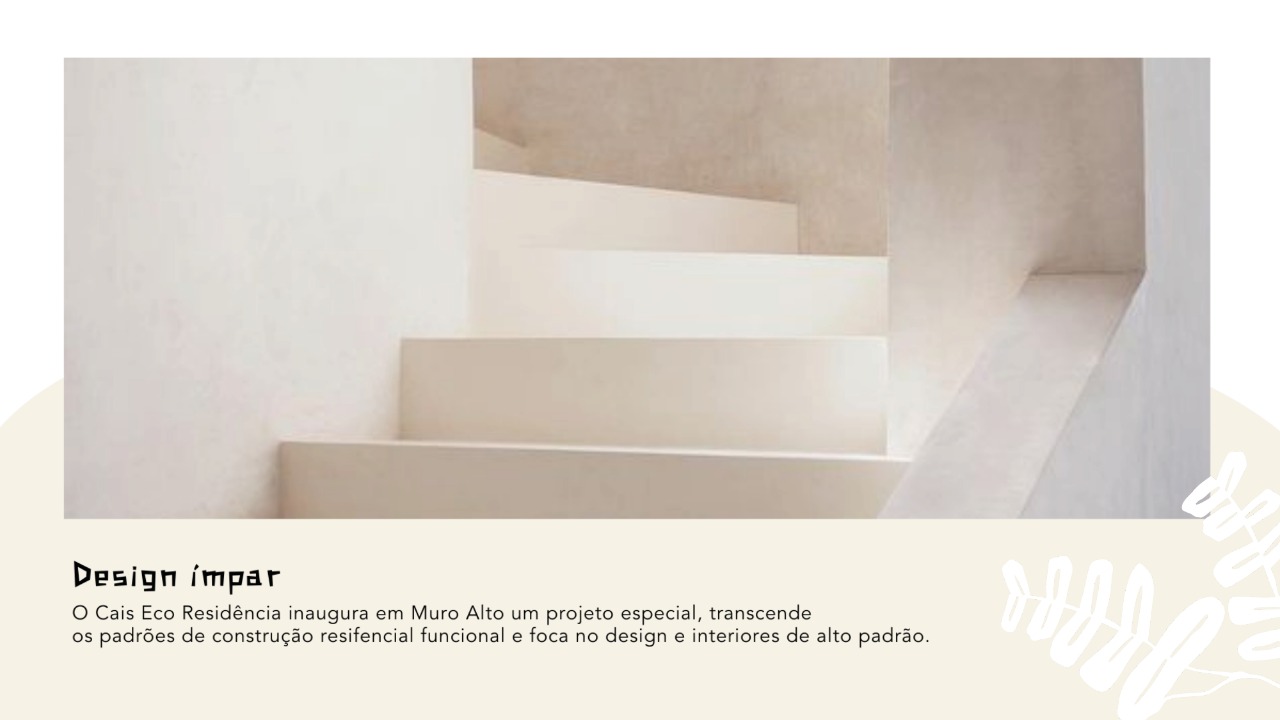 Design ímpar
O Cais Eco Residência inaugura em Muro Alto um projeto especial, transcende
os padrões de construção resifencial funcional e foca no design e interiores de alto padrão.